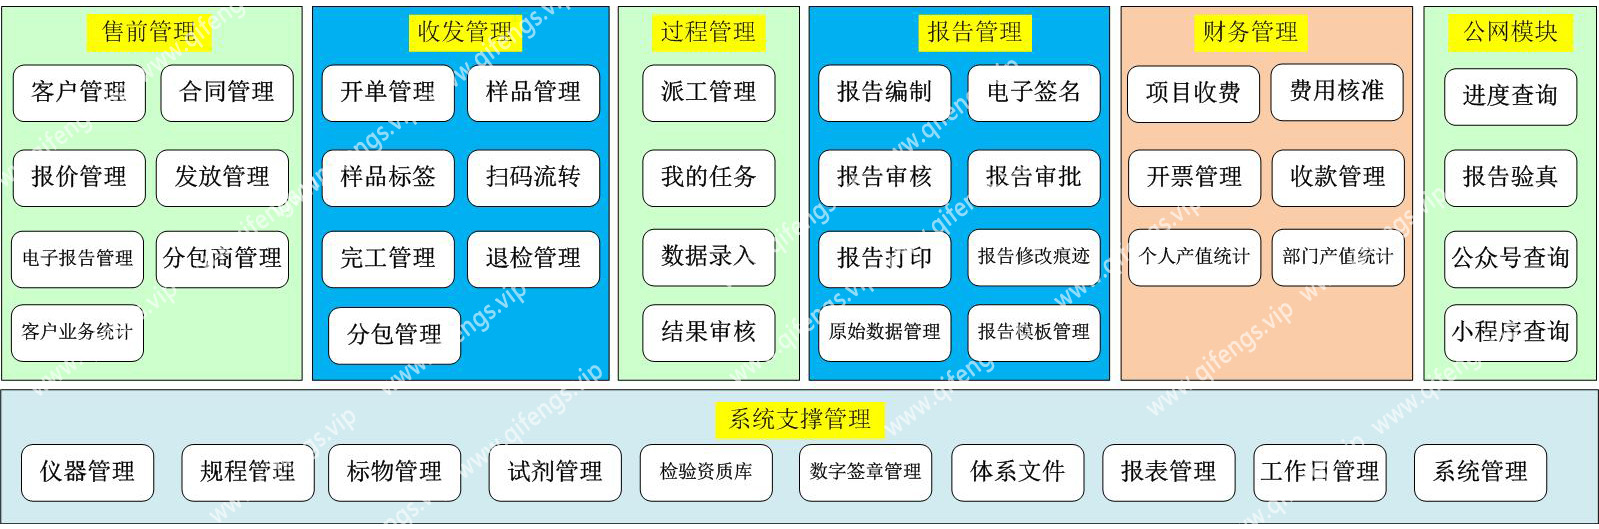 售前管理
客户管理 合同管理
报价管理 发放管理
电子报告管理 分包商管理
客户业务统计
收发管理
开单管理 样品管理
样品标签 扫码流转
完工管理 退检管理
分包管理
过程管理
派工管理
我的任务
数据录入
结果审核
报告管理
报告编制 电子签名
报告审核 报告审批
报告打印 报告修改痕迹
原始数据管理 报告模板管理
财务管理
项目收费 费用核准
开票管理 收款管理
个人产值统计 部门产值统计
公网模块
进度查询
报告验真
公众号查询
小程序查询
系统支撑管理
仪器管理 规程管理 标物管理 试剂管理 检验资质库 数字签章管理 体系文件 报表管理 工作日管理 系统管理
www.qifengs.vip